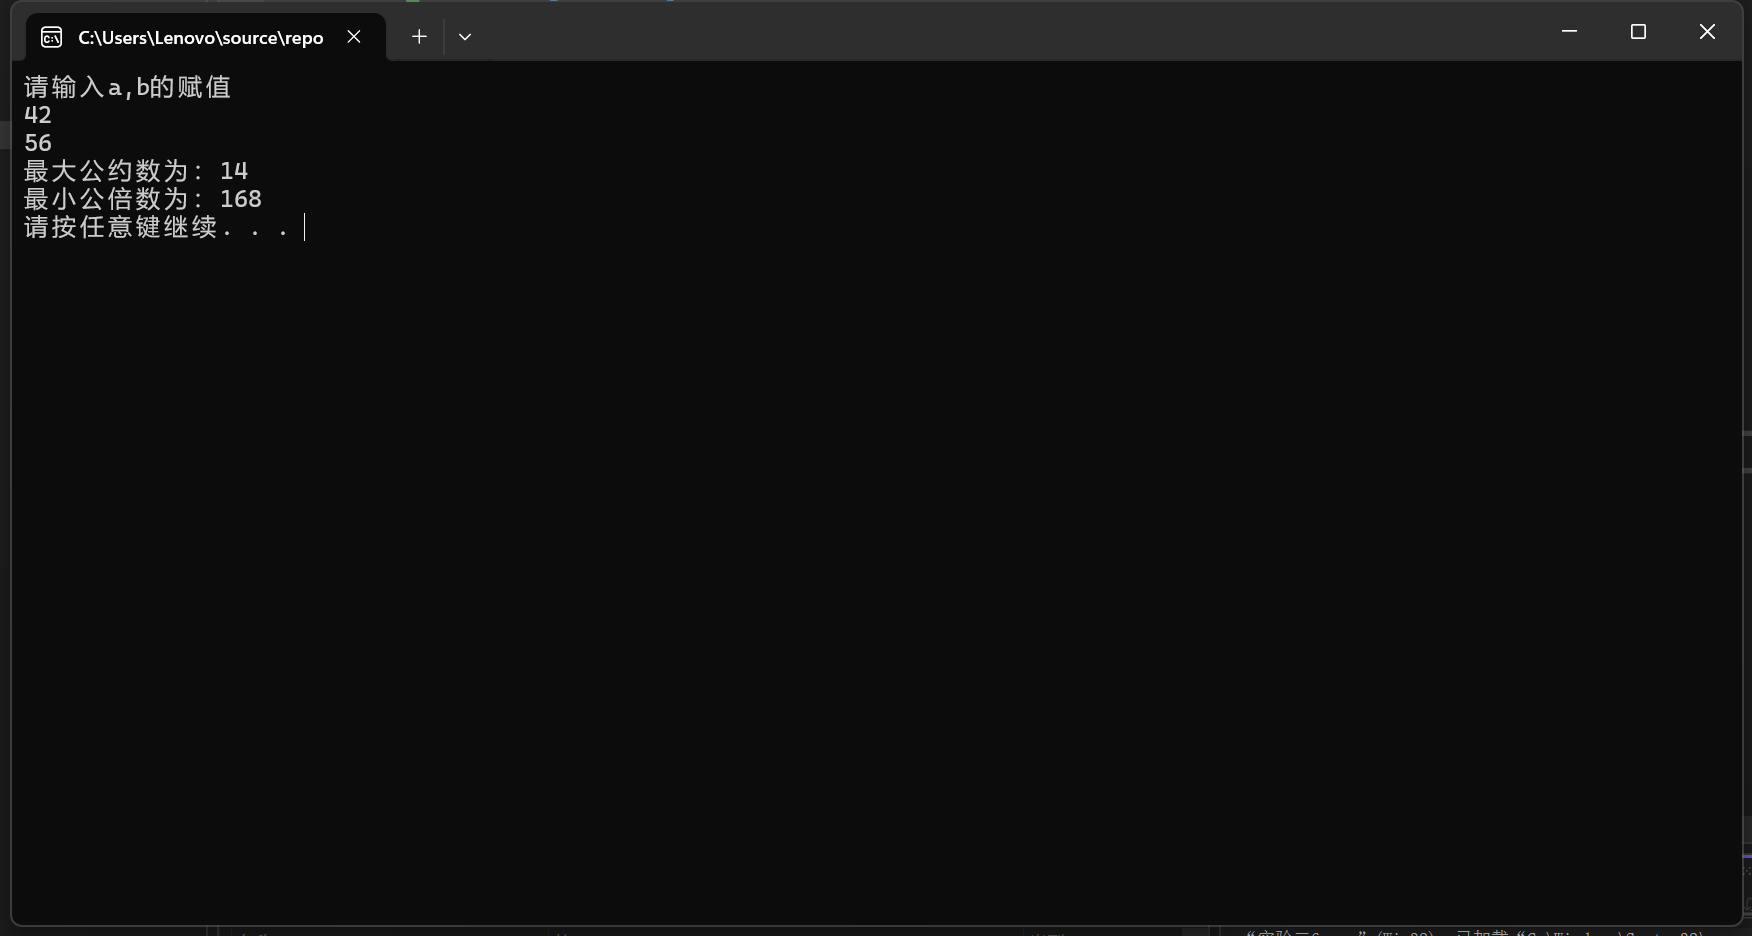 C:\Users\Lenovo\source\repo
请输入a,b的赋值
42
56
最大公约数为: 14
最小公倍数为: 168
请按任意键继续. . .